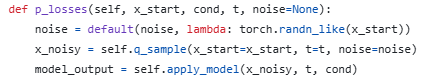 def p_losses(self, x_start, cond, t, noise=None):
    noise = default(noise, lambda: torch.randn_like(x_start))
    x_noisy = self.q_sample(x_start=x_start, t=t, noise=noise)
    model_output = self.apply_model(x_noisy, t, cond)